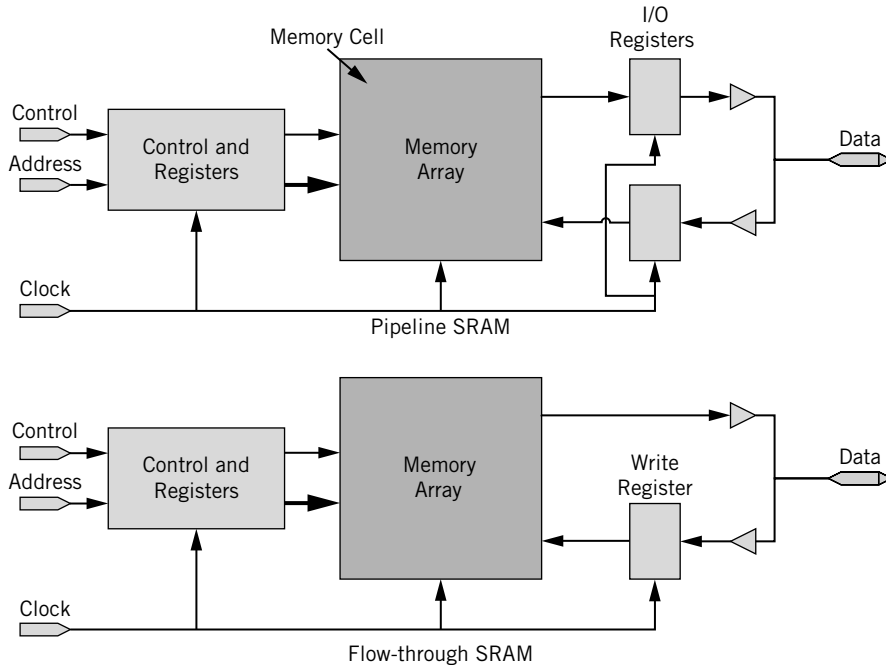 Memory Cell
I/O
Registers
Control
Address
Control and
Registers
Memory
Array
Data
Clock
Pipeline SRAM
Control
Address
Control and
Registers
Memory
Array
Write
Register
Data
Clock
Flow-through SRAM